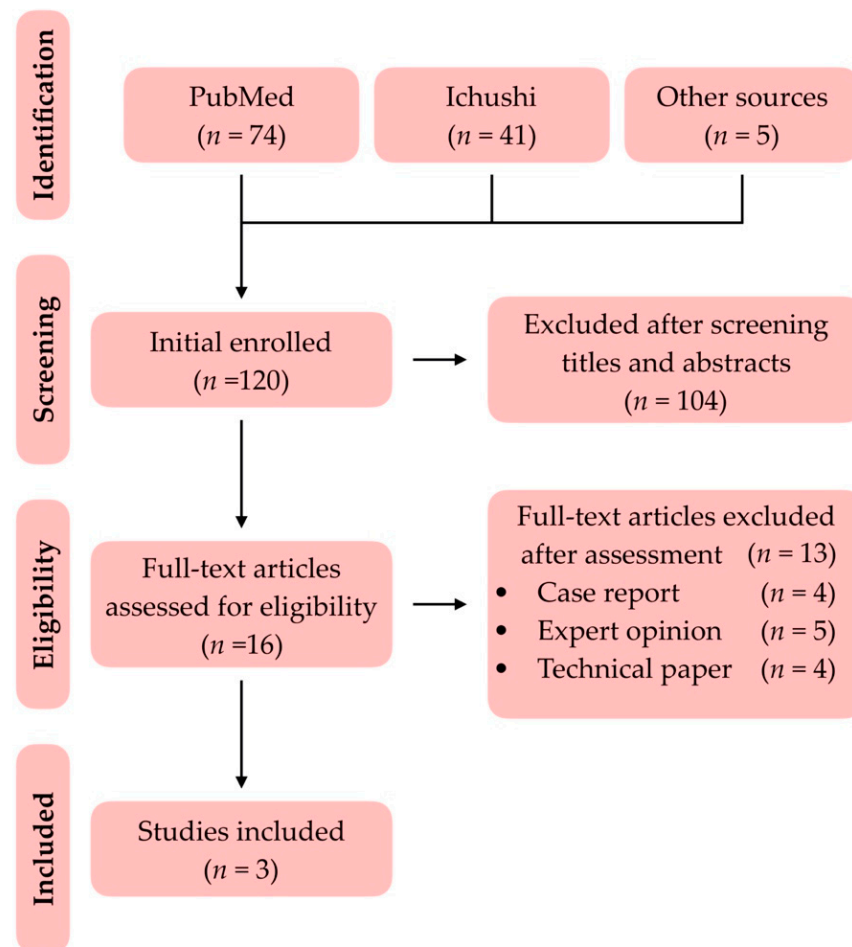 Identification
PubMed
(n = 74)
Ichushi
(n = 41)
Other sources
(n = 5)
Screening
Initial enrolled
(n =120)
Excluded after screening
titles and abstracts
(n = 104)
Eligibility
Full-text articles
assessed for eligibility
(n =16)
Full-text articles excluded
after assessment (n = 13)
• Case report (n = 4)
• Expert opinion (n = 5)
• Technical paper (n = 4)
Included
Studies included
(n = 3)